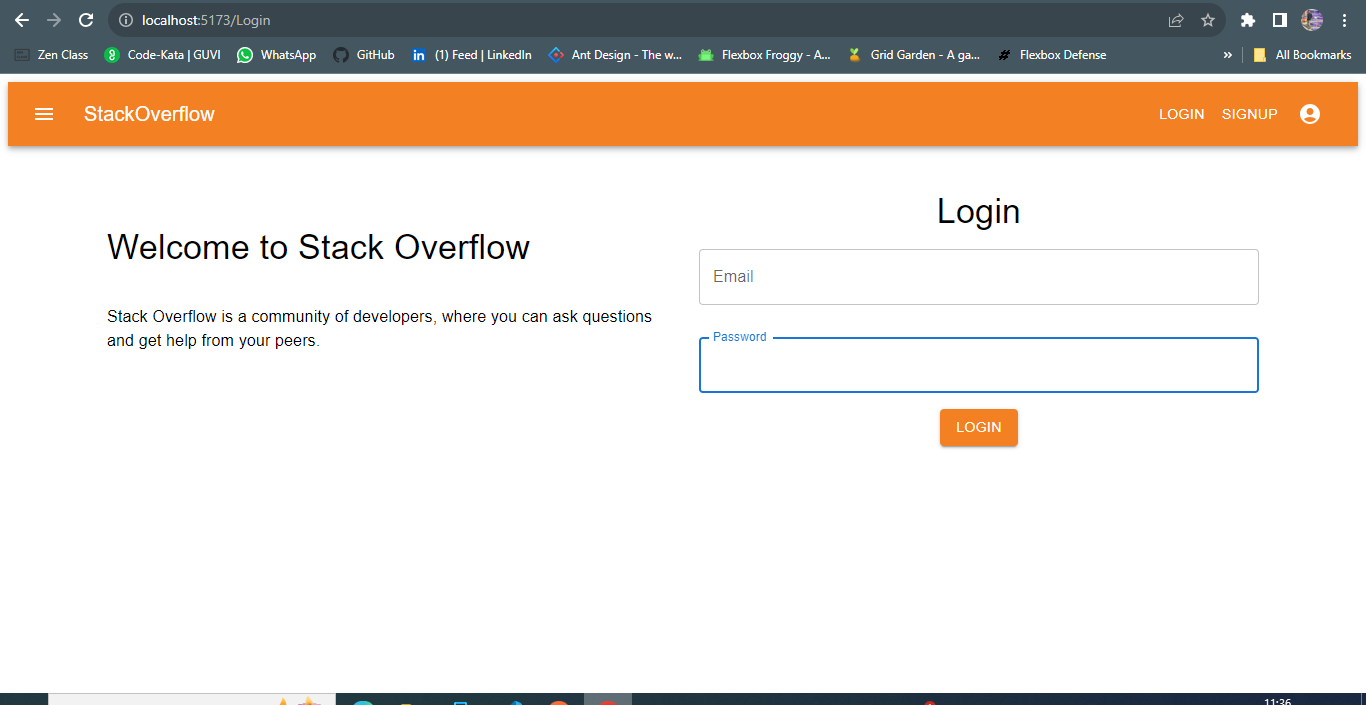 localhost:5173/Login
Zen Class Code-Kata | GUVI WhatsApp GitHub in (1) Feed | LinkedIn Ant Design - The w... Flexbox Froggy - A... Grid Garden - A ga... Flexbox Defense » All Bookmarks
StackOverflow LOGIN SIGNUP
Login
Welcome to Stack Overflow
Email
Stack Overflow is a community of developers, where you can ask questions
and get help from your peers.
Password
LOGIN
11:36